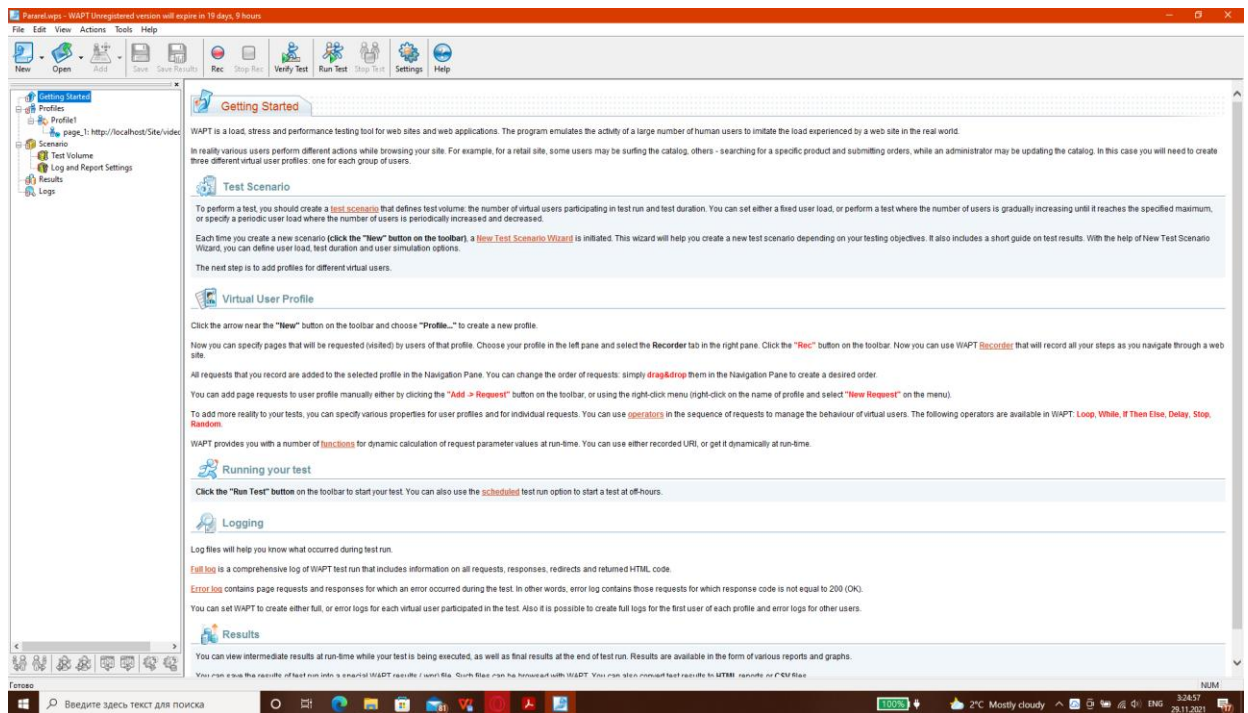 Pararel.wps - WAPT Unregistered version will expire in 19 days, 9 hours
File Edit View Actions Tools Help
New Open Add Save Save Results Rec Stop Rec Verify Test Run Test Stop Test Settings Help
Getting Started
Profiles
Profile1
page_1: http://localhost/Site/videc
Scenario
Test Volume
Log and Report Settings
Results
Logs
Getting Started
WAPT is a load, stress and performance testing tool for web sites and web applications. The program emulates the activity of a large number of human users to imitate the load experienced by a web site in the real world.
In reality various users perform different actions while browsing your site. For example, for a retail site, some users may be surfing the catalog, others - searching for a specific product and submitting orders, while an administrator may be updating the catalog. In this case you will need to create
three different virtual user profiles: one for each group of users.
Test Scenario
To perform a test, you should create a test scenario that defines test volume: the number of virtual users participating in test run and test duration. You can set either a fixed user load, or perform a test where the number of users is gradually increasing until it reaches the specified maximum,
or specify a periodic user load where the number of users is periodically increased and decreased.
Each time you create a new scenario (click the "New" button on the toolbar), a New Test Scenario Wizard is initiated. This wizard will help you create a new test scenario depending on your testing objectives. It also includes a short guide on test results. With the help of New Test Scenario
Wizard, you can define user load, test duration and user simulation options.
The next step is to add profiles for different virtual users.
Virtual User Profile
Click the arrow near the "New" button on the toolbar and choose "Profile..." to create a new profile.
Now you can specify pages that will be requested (visited) by users of that profile. Choose your profile in the left pane and select the Recorder tab in the right pane. Click the "Rec" button on the toolbar. Now you can use WAPT Recorder that will record all your steps as you navigate through a web
site.
All requests that you record are added to the selected profile in the Navigation Pane. You can change the order of requests: simply drag&drop them in the Navigation Pane to create a desired order.
You can add page requests to user profile manually either by clicking the "Add -> Request" button on the toolbar, or using the right-click menu (right-click on the name of profile and select "New Request" on the menu).
To add more reality to your tests, you can specify various properties for user profiles and for individual requests. You can use operators in the sequence of requests to manage the behaviour of virtual users. The following operators are available in WAPT: Loop, While, If Then Else, Delay, Stop,
Random.
WAPT provides you with a number of functions for dynamic calculation of request parameter values at run-time. You can use either recorded URI, or get it dynamically at run-time.
Running your test
Click the "Run Test" button on the toolbar to start your test. You can also use the scheduled test run option to start a test at off-hours.
Logging
Log files will help you know what occurred during test run.
Full log is a comprehensive log of WAPT test run that includes information on all requests, responses, redirects and returned HTML code.
Error log contains page requests and responses for which an error occurred during the test. In other words, error log contains those requests for which response code is not equal to 200 (OK).
You can set WAPT to create either full, or error logs for each virtual user participated in the test. Also it is possible to create full logs for the first user of each profile and error logs for other users.
Results
You can view intermediate results at run-time while your test is being executed, as well as final results at the end of test run. Results are available in the form of various reports and graphs.
You can save the results of test run into a special WAPT results (.wpr) file. Such files can be browsed with WAPT. You can also convert test results to HTML reports or CSV files.
Готово NUM
Введите здесь текст для поиска 100% 2°C Mostly cloudy ENG 3:24:57
29.11.2021